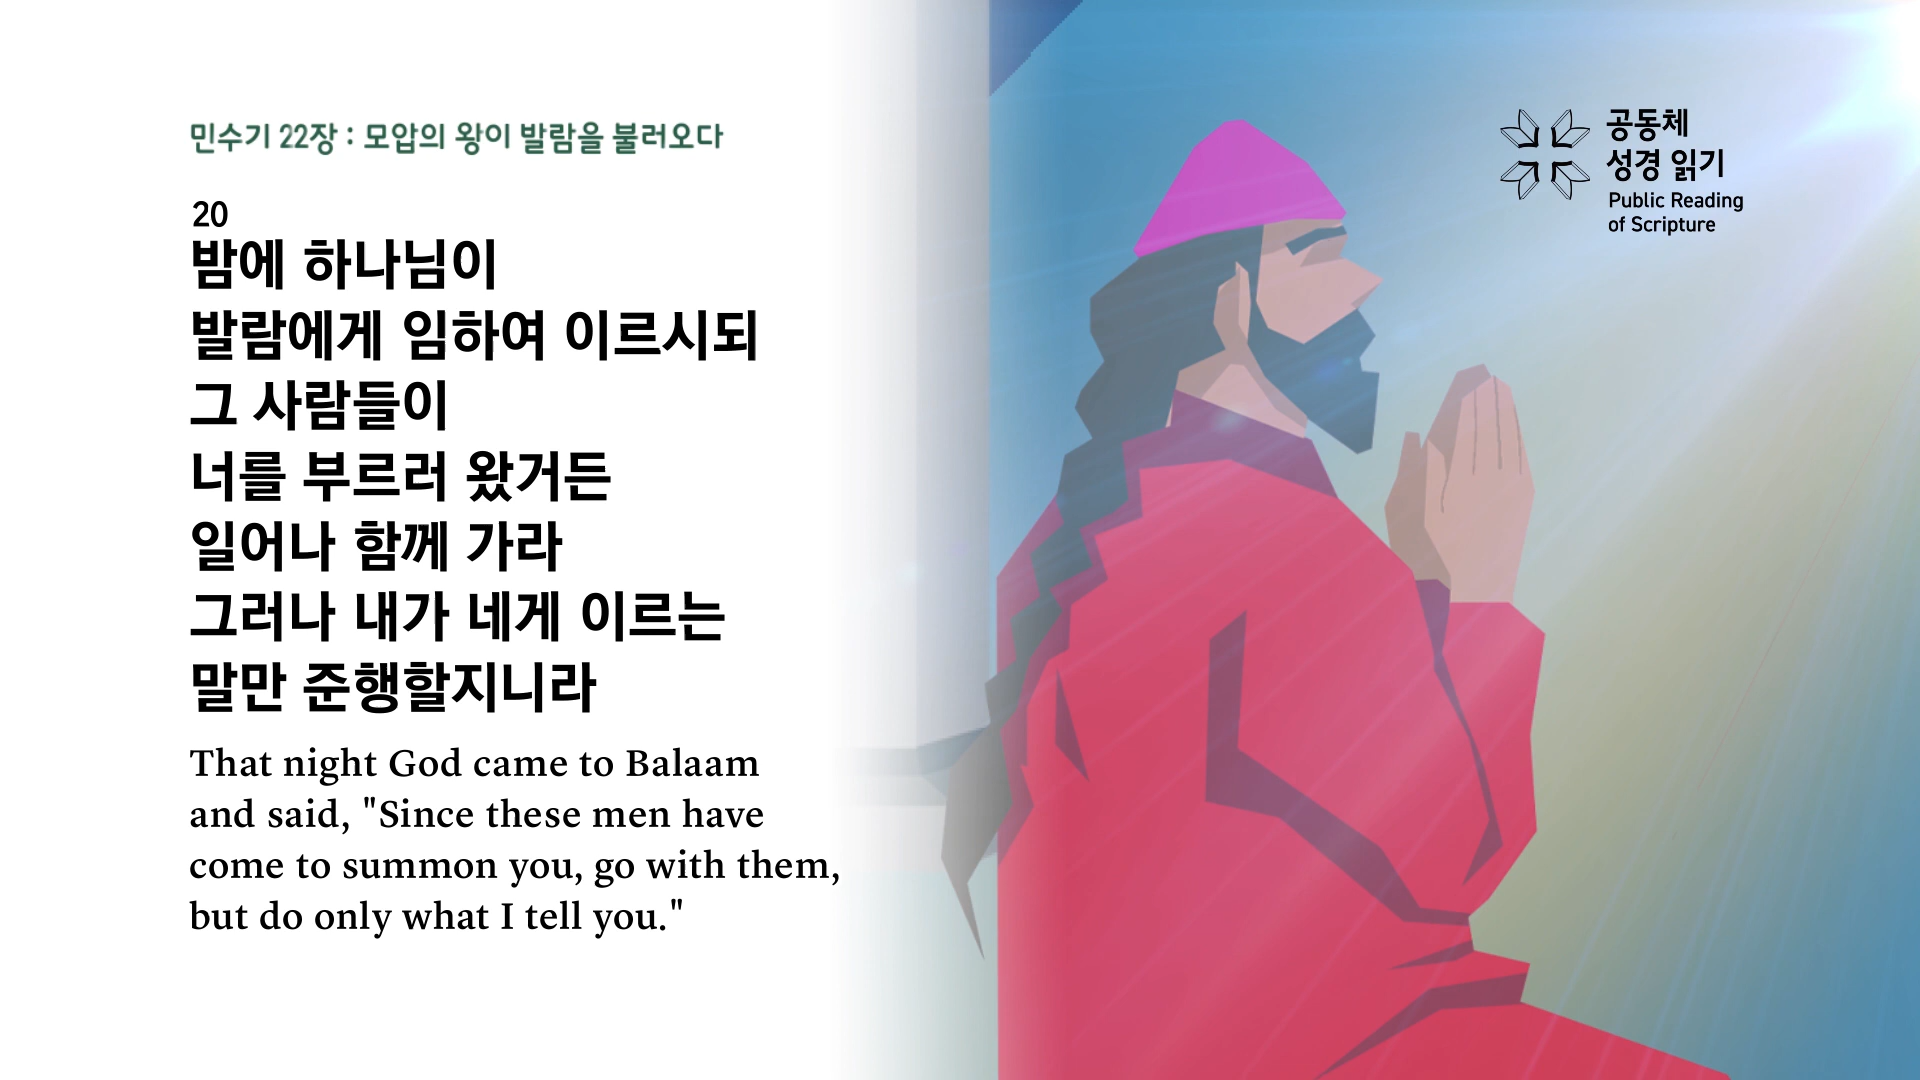 민수기 22장 : 모압의 왕이 발람을 불러오다
20
밤에 하나님이
발람에게 임하여 이르시되
그 사람들이
너를 부르러 왔거든
일어나 함께 가라
그러나 내가 네게 이르는
말만 준행할지니라
That night God came to Balaam
and said, "Since these men have
come to summon you, go with them,
but do only what I tell you."
공동체
성경 읽기
Public Reading
of Scripture